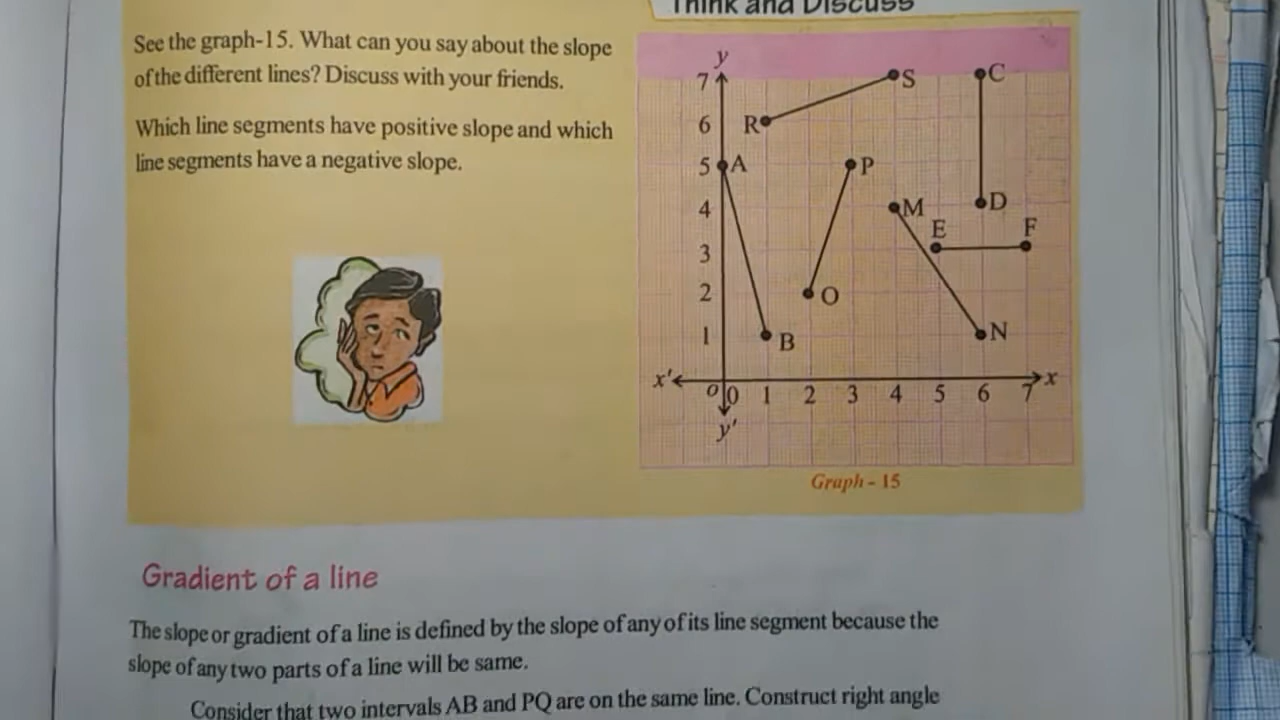 Think and Discuss
See the graph-15. What can you say about the slope
of the different lines? Discuss with your friends.
Which line segments have positive slope and which
line segments have a negative slope.
y
7
S
C
6
R
5
A
P
4
M
D
E
F
3
2
O
1
B
N
x'
x
O
0
1
2
3
4
5
6
7
y'
Graph - 15
Gradient of a line
The slope or gradient of a line is defined by the slope of any of its line segment because the
slope of any two parts of a line will be same.
Consider that two intervals AB and PQ are on the same line. Construct right angle